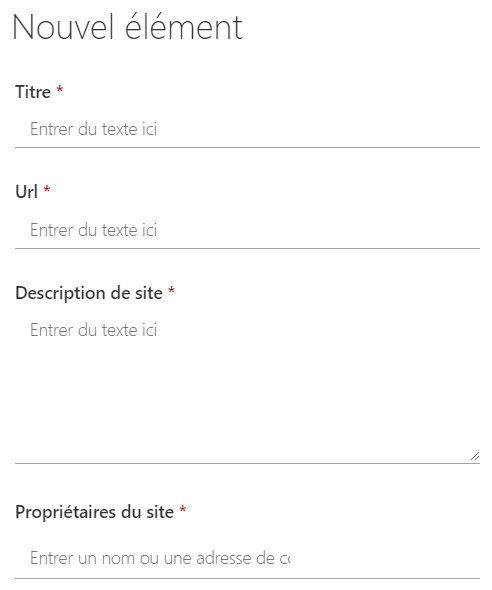 Nouvel élément
Titre *
Entrer du texte ici
Url *
Entrer du texte ici
Description de site *
Entrer du texte ici
Propriétaires du site *
Entrer un nom ou une adresse de